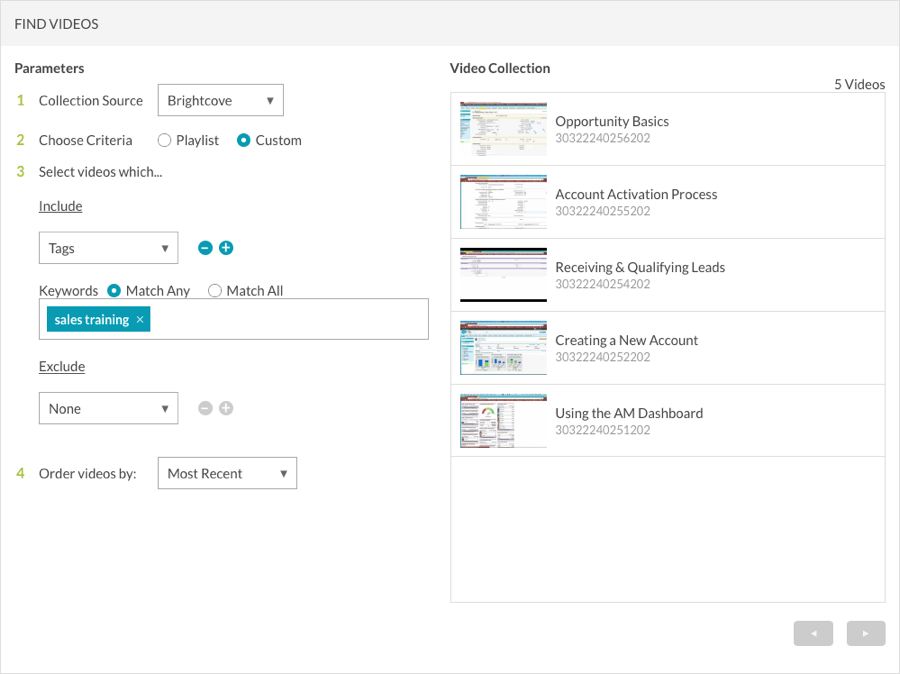 FIND VIDEOS
Parameters
1 Collection Source Brightcove
2 Choose Criteria Playlist Custom
3 Select videos which...
Include
Tags
Keywords Match Any Match All
sales training ×
Exclude
None
4 Order videos by: Most Recent
Video Collection
5 Videos
Opportunity Basics
30322240256202
Account Activation Process
30322240255202
Receiving & Qualifying Leads
30322240254202
Creating a New Account
30322240252202
Using the AM Dashboard
30322240251202